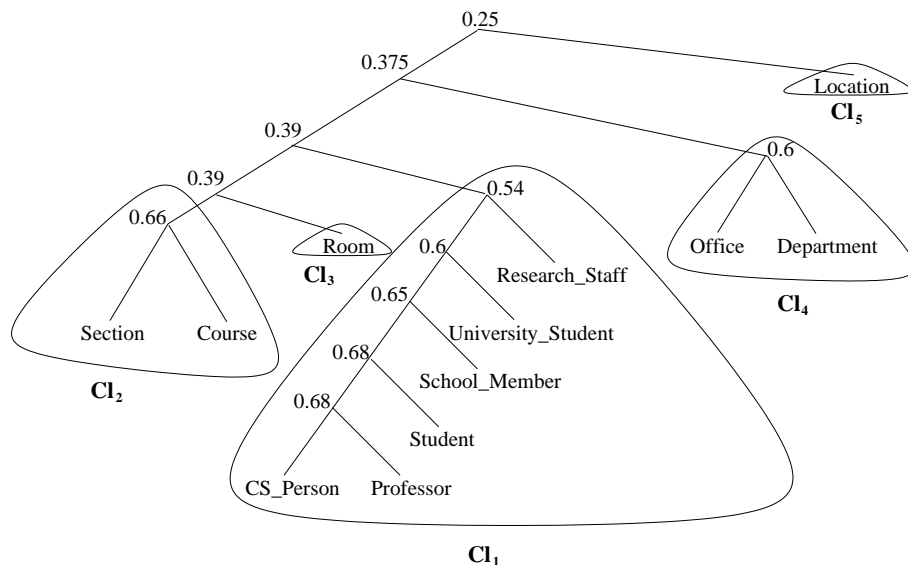 0.25
0.375
Location
Cl5
0.39
0.6
0.39
0.54
0.66
Room
Office Department
0.6
Cl3
Research_Staff
Cl4
0.65
Section Course
University_Student
0.68
School_Member
Cl2
0.68
Student
CS_Person Professor
Cl1